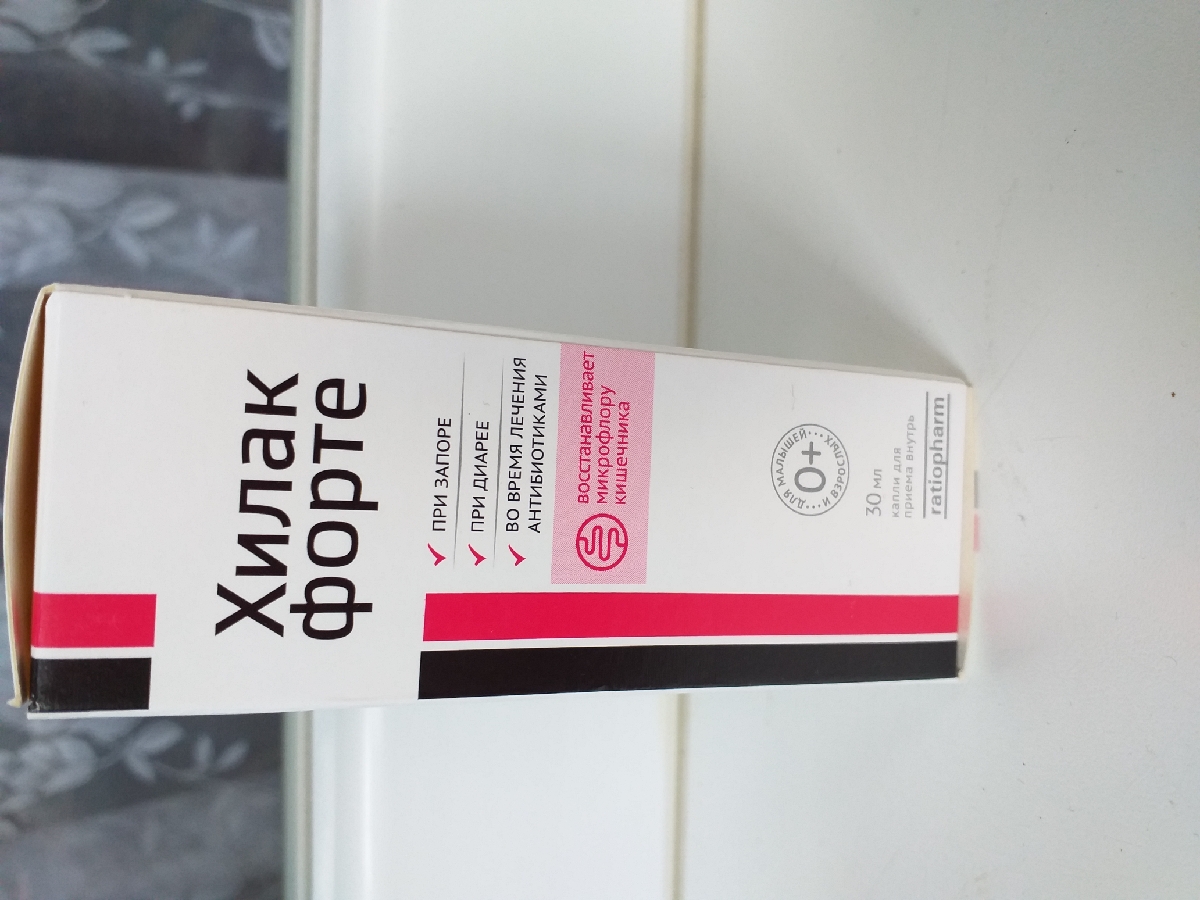 Хилак
форте
ПРИ ЗАПОРЕ
ПРИ ДИАРЕЕ
ВО ВРЕМЯ ЛЕЧЕНИЯ
АНТИБИОТИКАМИ
восстанавливает
микрофлору
кишечника
ДЛЯ МАЛЫШЕЙ
0+
И ВЗРОСЛЫХ
30 мл
капли для
приема внутрь
ratiopharm